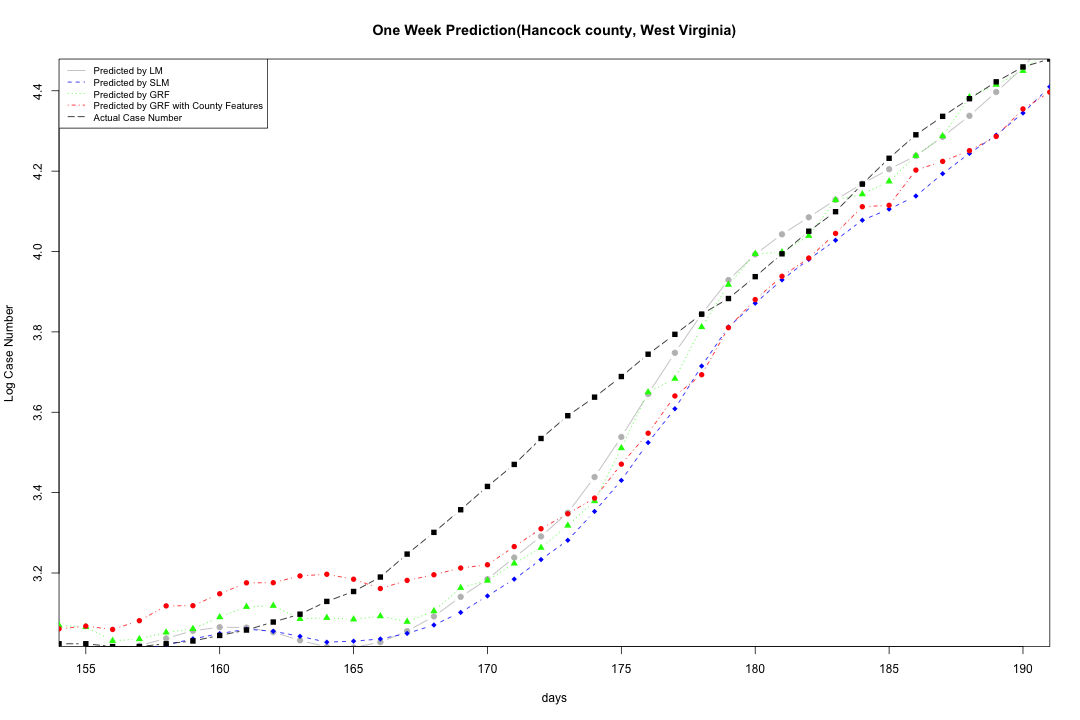 One Week Prediction(Hancock county, West Virginia)
Predicted by LM
Predicted by SLM
Predicted by GRF
Predicted by GRF with County Features
Actual Case Number
4.4
4.2
4.0
3.8
3.6
3.4
3.2
Log Case Number
155 160 165 170 175 180 185 190
days